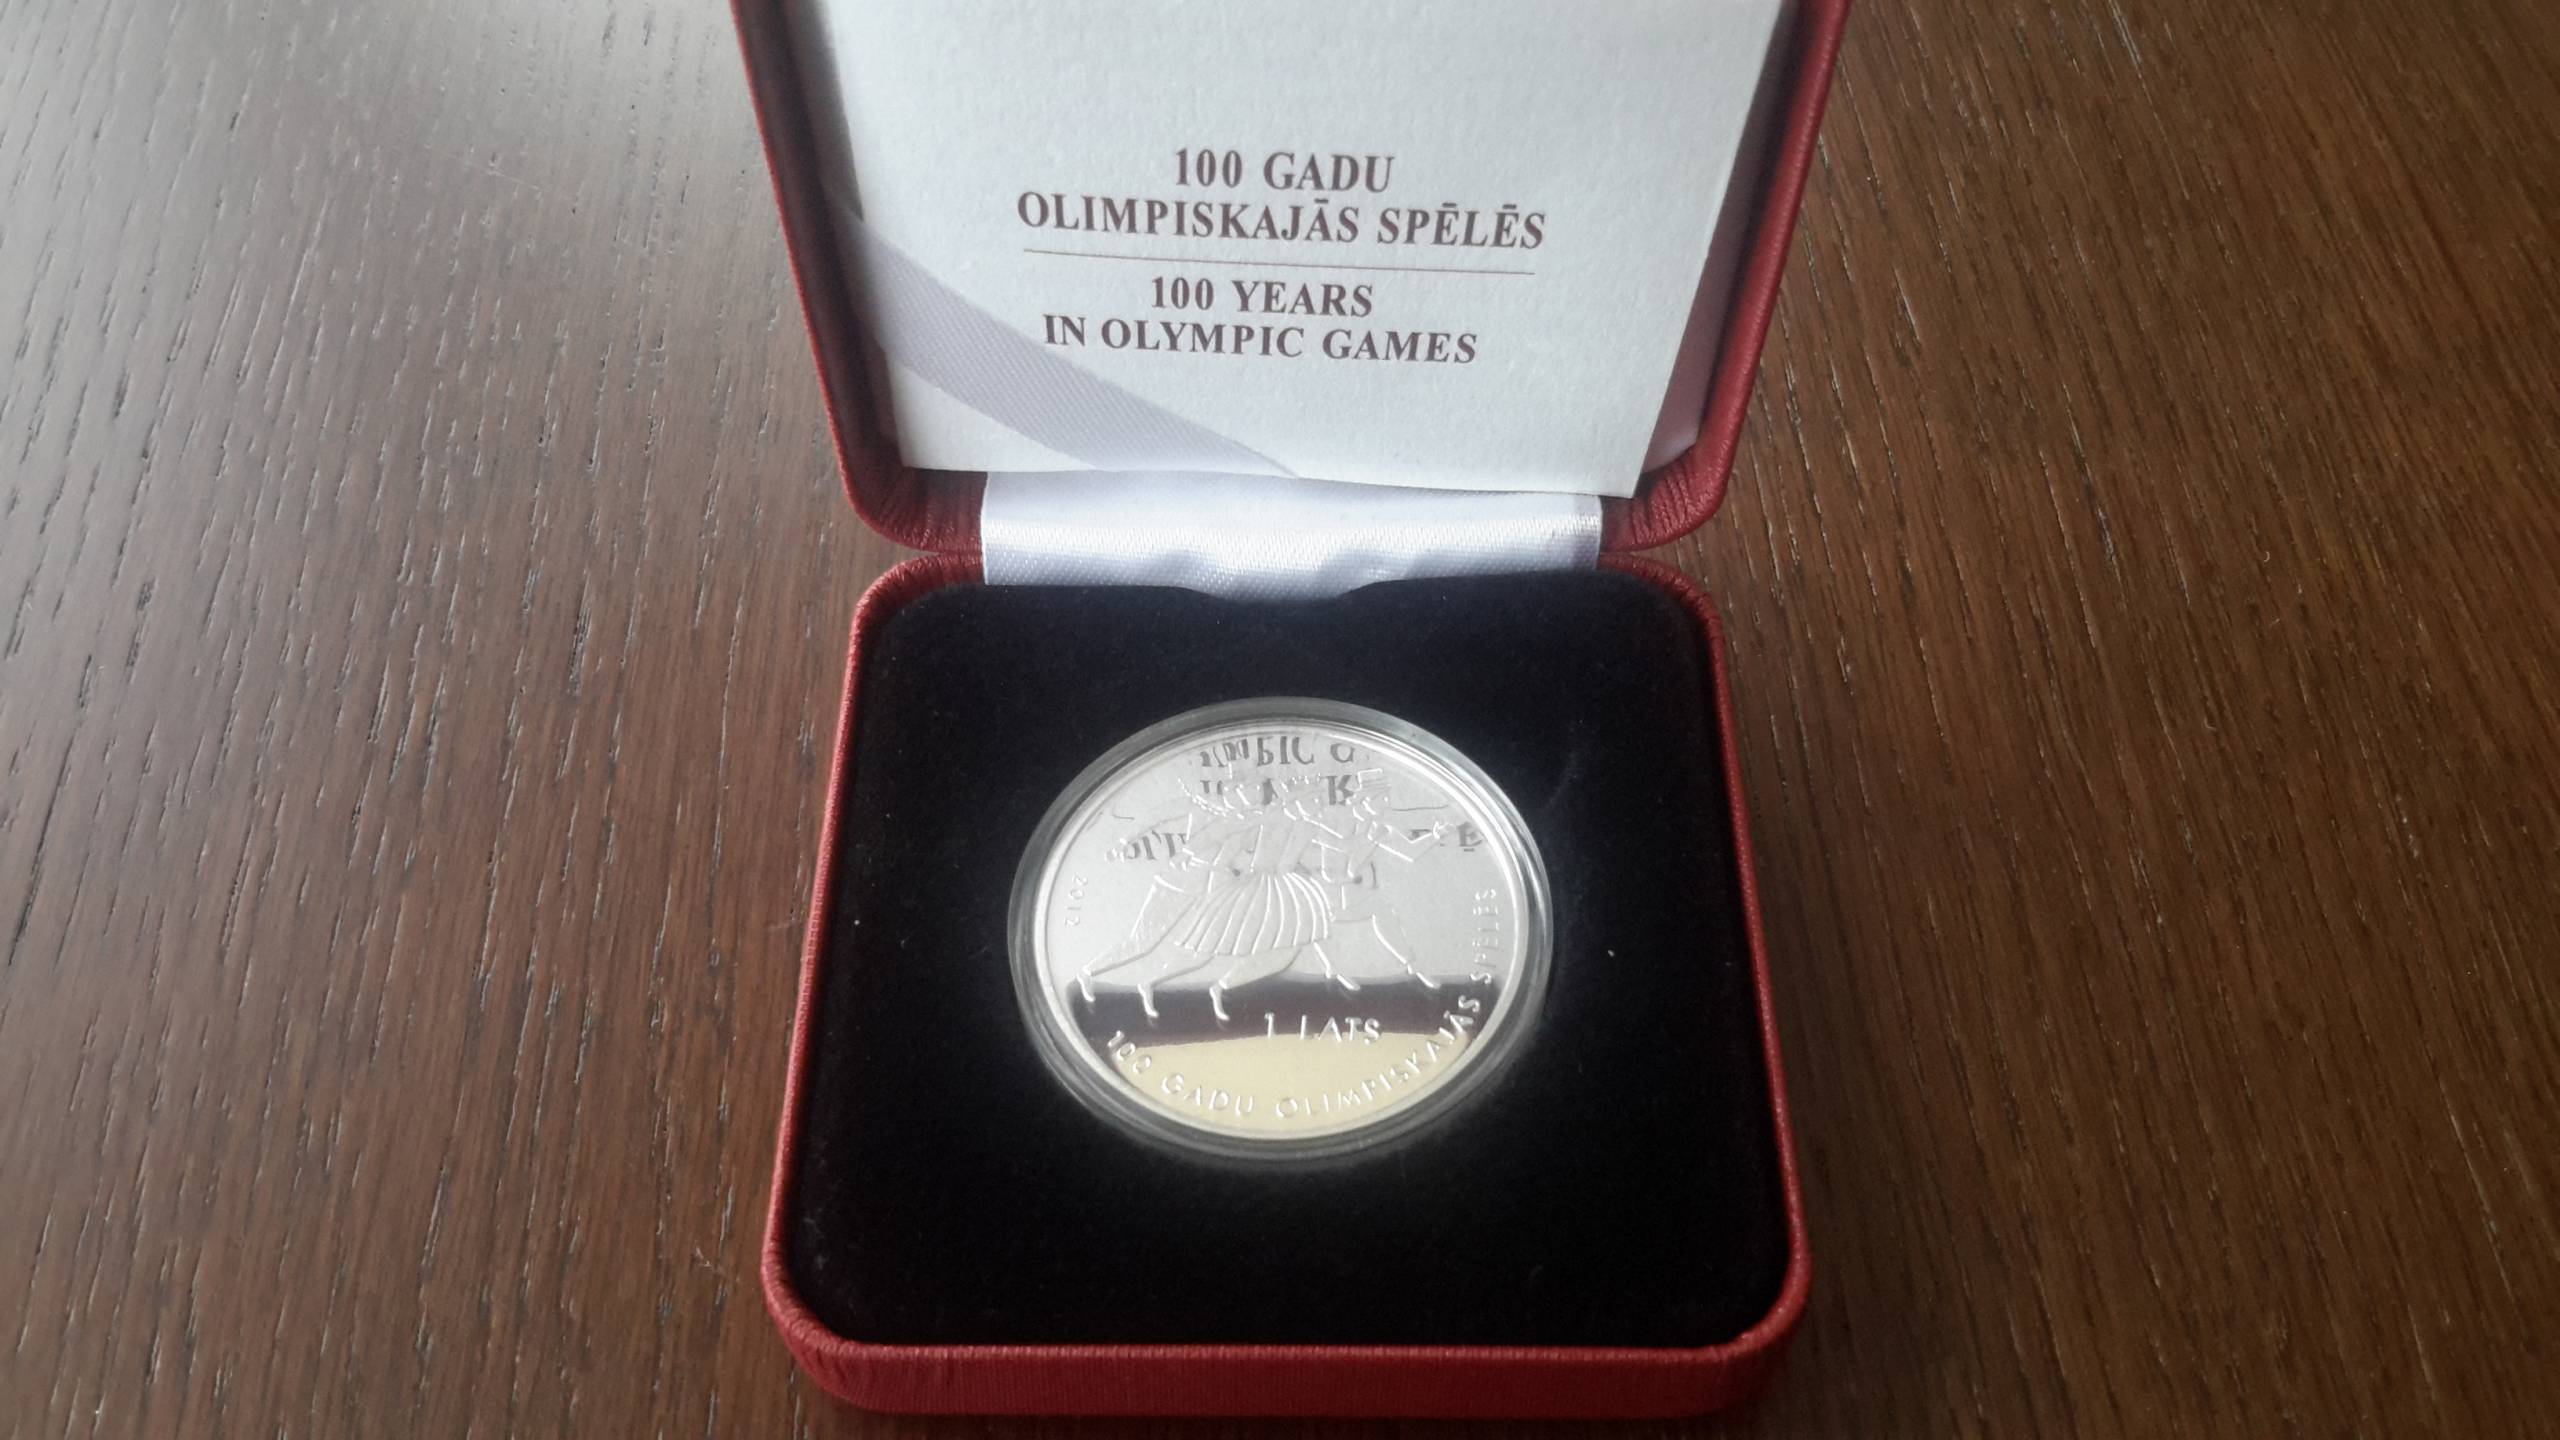 100 GADU
OLIMPISKAJĀS SPĒLĒS
100 YEARS
IN OLYMPIC GAMES
2012
1 LATS
100 GADU OLIMPISKAJĀS SPĒLĒS